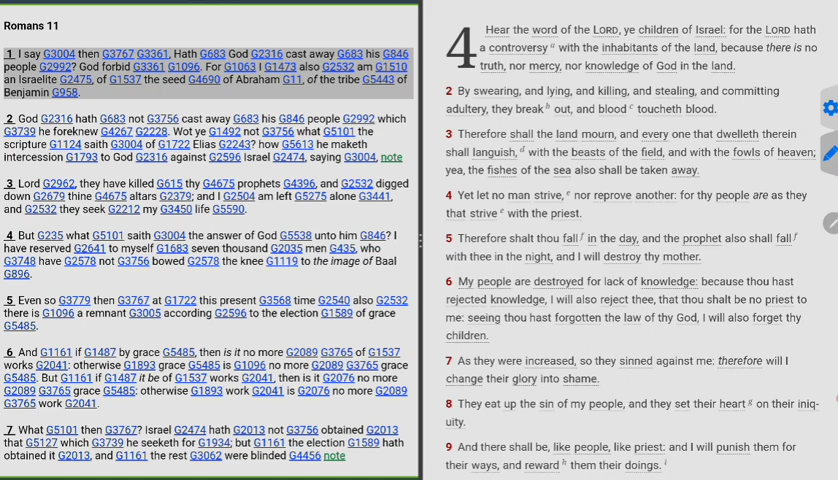 Romans 11
1 I say G3004 then G3767 G3361, Hath G683 God G2316 cast away G683 his G846
people G2992? God forbid G3361 G1096. For G1063 I G1473 also G2532 am G1510
an Israelite G2475, of G1537 the seed G4690 of Abraham G11, of the tribe G5443 of
Benjamin G958.
2 God G2316 hath G683 not G3756 cast away G683 his G846 people G2992 which
G3739 he foreknew G4267 G2228. Wot ye G1492 not G3756 what G5101 the
scripture G1124 saith G3004 of G1722 Elias G2243? how G5613 he maketh
intercession G1793 to God G2316 against G2596 Israel G2474, saying G3004, note
3 Lord G2962, they have killed G615 thy G4675 prophets G4396, and G2532 digged
down G2679 thine G4675 altars G2379; and I G2504 am left G5275 alone G3441,
and G2532 they seek G2212 my G3450 life G5590.
4 But G235 what G5101 saith G3004 the answer of God G5538 unto him G846? I
have reserved G2641 to myself G1683 seven thousand G2035 men G435, who
G3748 have G2578 not G3756 bowed G2578 the knee G1119 to the image of Baal
G896.
5 Even so G3779 then G3767 at G1722 this present G3568 time G2540 also G2532
there is G1096 a remnant G3005 according G2596 to the election G1589 of grace
G5485.
6 And G1161 if G1487 by grace G5485, then is it no more G2089 G3765 of G1537
works G2041: otherwise G1893 grace G5485 is G1096 no more G2089 G3765 grace
G5485. But G1161 if G1487 it be of G1537 works G2041, then is it G2076 no more
G2089 G3765 grace G5485: otherwise G1893 work G2041 is G2076 no more G2089
G3765 work G2041.
7 What G5101 then G3767? Israel G2474 hath G2013 not G3756 obtained G2013
that G5127 which G3739 he seeketh for G1934; but G1161 the election G1589 hath
obtained it G2013, and G1161 the rest G3062 were blinded G4456 note
4 Hear the word of the LORD, ye children of Israel: for the LORD hath
a controversy a with the inhabitants of the land, because there is no
truth, nor mercy, nor knowledge of God in the land.
2 By swearing, and lying, and killing, and stealing, and committing
adultery, they break b out, and blood c toucheth blood.
3 Therefore shall the land mourn, and every one that dwelleth therein
shall languish, d with the beasts of the field, and with the fowls of heaven;
yea, the fishes of the sea also shall be taken away.
4 Yet let no man strive, e nor reprove another: for thy people are as they
that strive e with the priest.
5 Therefore shalt thou fall f in the day, and the prophet also shall fall f
with thee in the night, and I will destroy thy mother.
6 My people are destroyed for lack of knowledge: because thou hast
rejected knowledge, I will also reject thee, that thou shalt be no priest to
me: seeing thou hast forgotten the law of thy God, I will also forget thy
children.
7 As they were increased, so they sinned against me: therefore will I
change their glory into shame.
8 They eat up the sin of my people, and they set their heart g on their iniq-
uity.
9 And there shall be, like people, like priest: and I will punish them for
their ways, and reward h them their doings. i